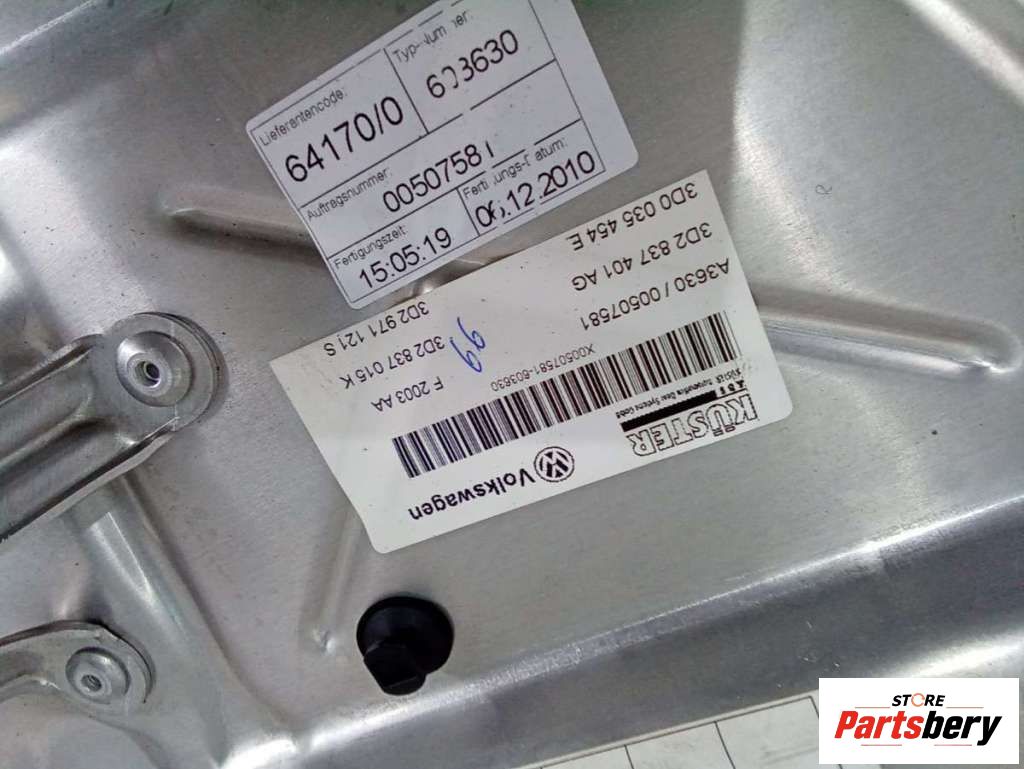 Lieferantencode:
Typ-Nummer:
64170/0
603630
Auftragsnummer:
00507581
Fertigungszeit:
Fertigungs-Datum:
15:05:19
06.12.2010
Volkswagen
KÜSTER
X00507581-603630
A3630 / 00507581
F 2003 AA
3D2 837 401 AG
3D2 837 015 K
3D0 035 454 E
3D2 971 121 S
99
STORE
Partsbery